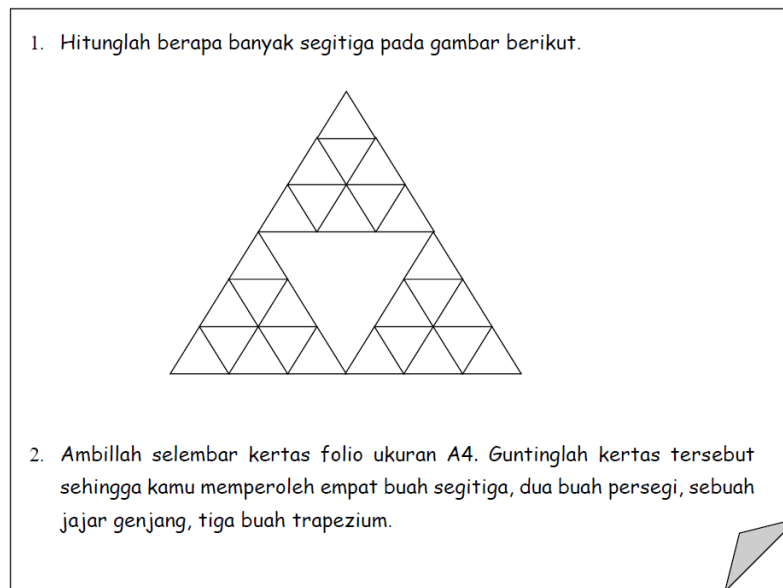 1. Hitunglah berapa banyak segitiga pada gambar berikut.
2. Ambillah selembar kertas folio ukuran A4. Guntinglah kertas tersebut
sehingga kamu memperoleh empat buah segitiga, dua buah persegi, sebuah
jajar genjang, tiga buah trapezium.